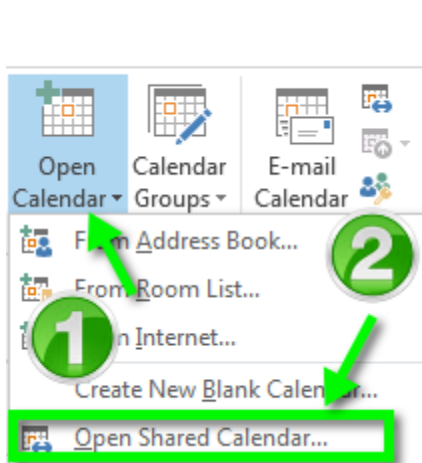 Open
Calendar
Calendar
Groups
E-mail
Calendar
2
From Address Book...
From Room List...
1
Internet...
Create New Blank Calendar...
Open Shared Calendar...